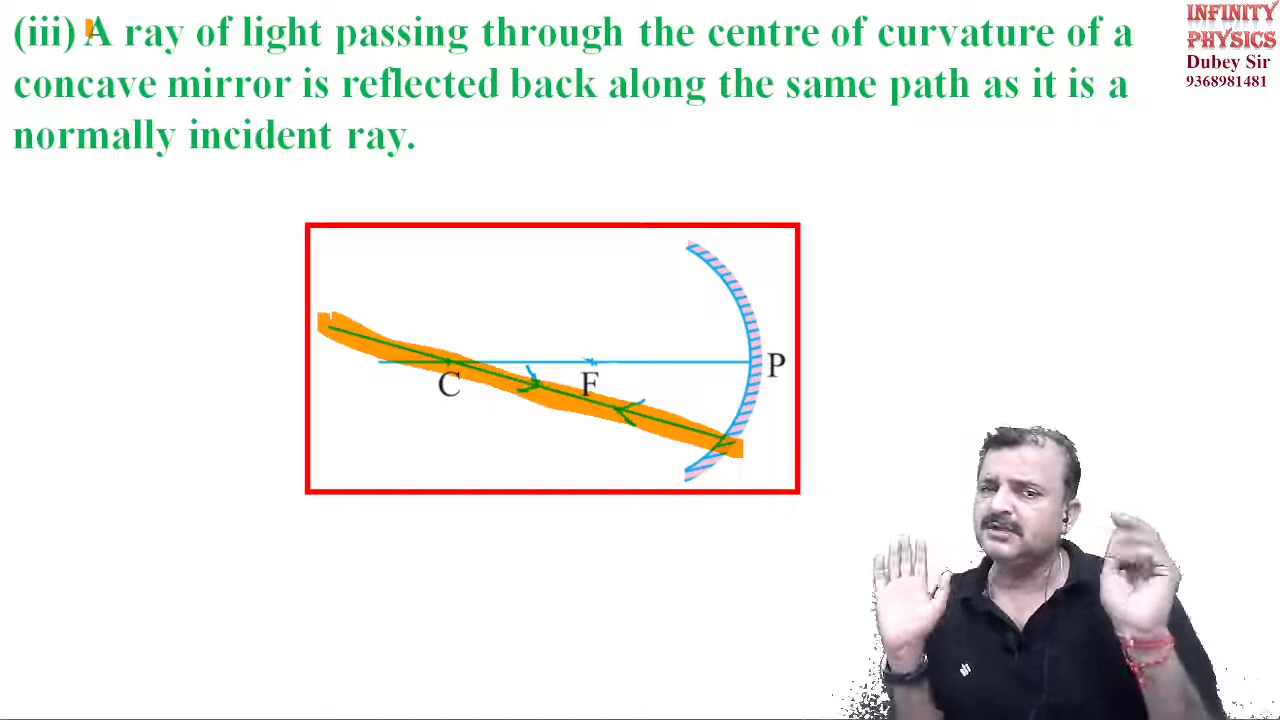 (iii) A ray of light passing through the centre of curvature of a
concave mirror is reflected back along the same path as it is a
normally incident ray.
INFINITY
PHYSICS
Dubey Sir
9368981481
C
F
P